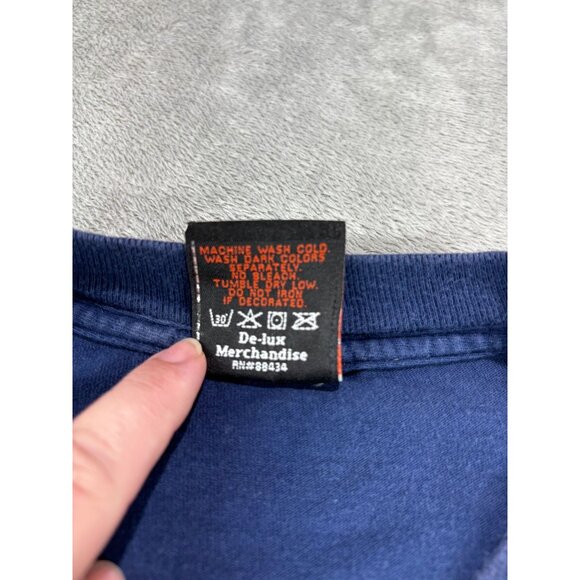 MACHINE WASH COLD.
WASH DARK COLORS
SEPARATELY.
NO BLEACH.
TUMBLE DRY LOW.
DO NOT IRON
IF DECORATED.
30°
De-lux
Merchandise
RN#88434